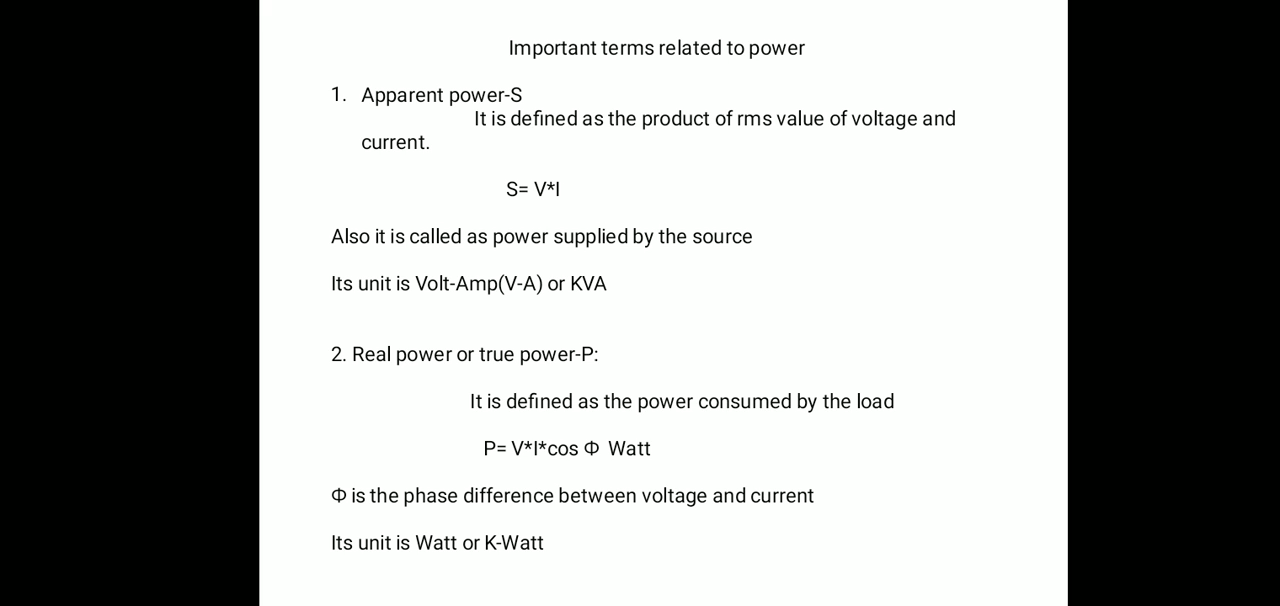 Important terms related to power
1. Apparent power-S
It is defined as the product of rms value of voltage and
current.
S= V*I
Also it is called as power supplied by the source
Its unit is Volt-Amp(V-A) or KVA
2. Real power or true power-P:
It is defined as the power consumed by the load
P= V*I*cos Φ Watt
Φ is the phase difference between voltage and current
Its unit is Watt or K-Watt